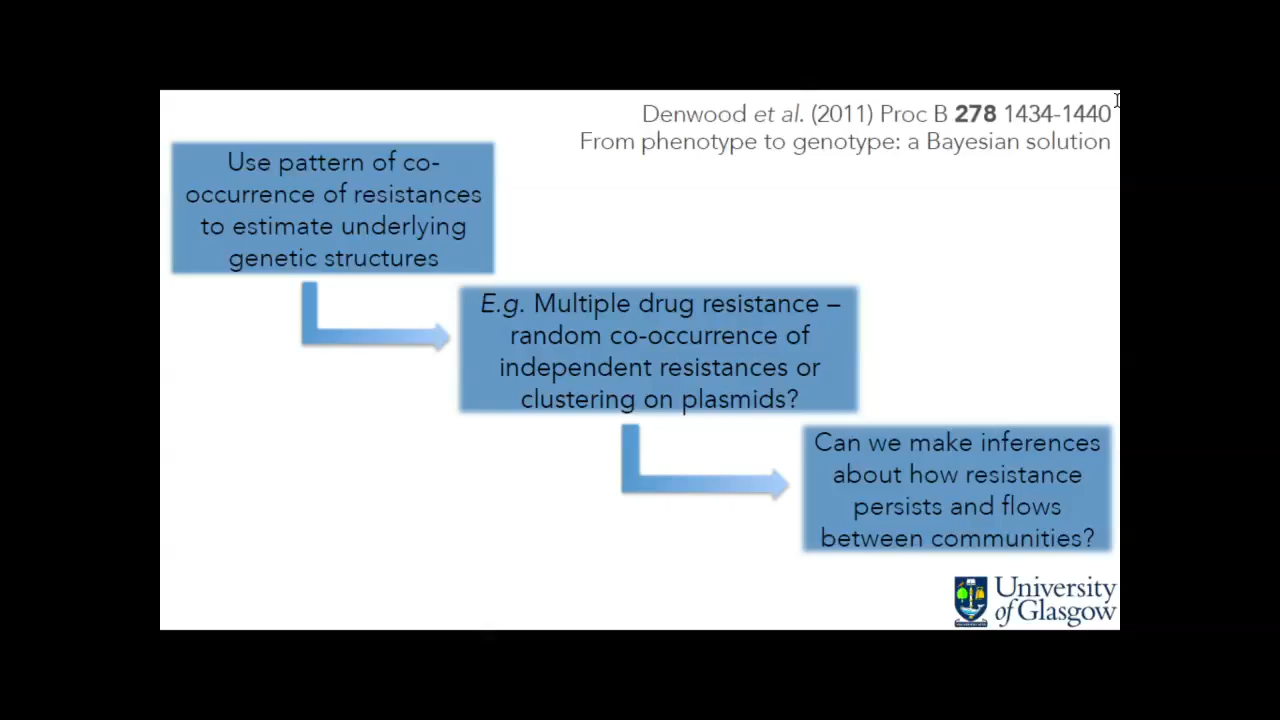 Denwood et al. (2011) Proc B 278 1434-1440
From phenotype to genotype: a Bayesian solution
Use pattern of co-
occurrence of resistances
to estimate underlying
genetic structures
E.g. Multiple drug resistance –
random co-occurrence of
independent resistances or
clustering on plasmids?
Can we make inferences
about how resistance
persists and flows
between communities?
University
of Glasgow